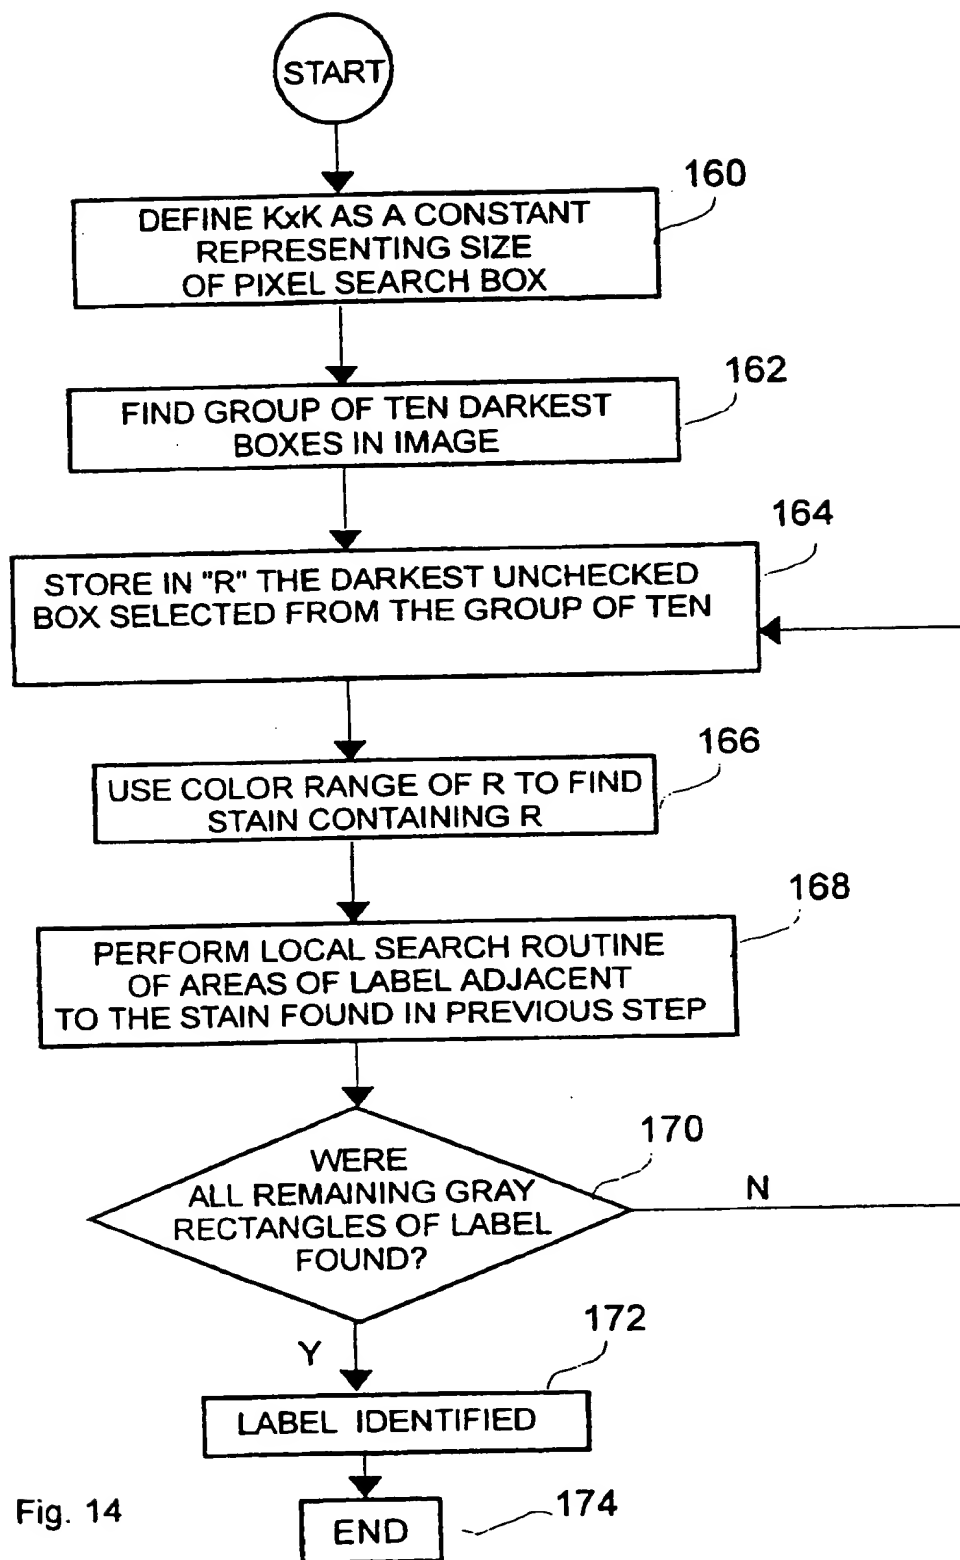 START
160
DEFINE KxK AS A CONSTANT
REPRESENTING SIZE
OF PIXEL SEARCH BOX
162
FIND GROUP OF TEN DARKEST
BOXES IN IMAGE
164
STORE IN "R" THE DARKEST UNCHECKED
BOX SELECTED FROM THE GROUP OF TEN
166
USE COLOR RANGE OF R TO FIND
STAIN CONTAINING R
168
PERFORM LOCAL SEARCH ROUTINE
OF AREAS OF LABEL ADJACENT
TO THE STAIN FOUND IN PREVIOUS STEP
170
WERE
ALL REMAINING GRAY
RECTANGLES OF LABEL
FOUND?
N
Y
172
LABEL IDENTIFIED
174
END
Fig. 14